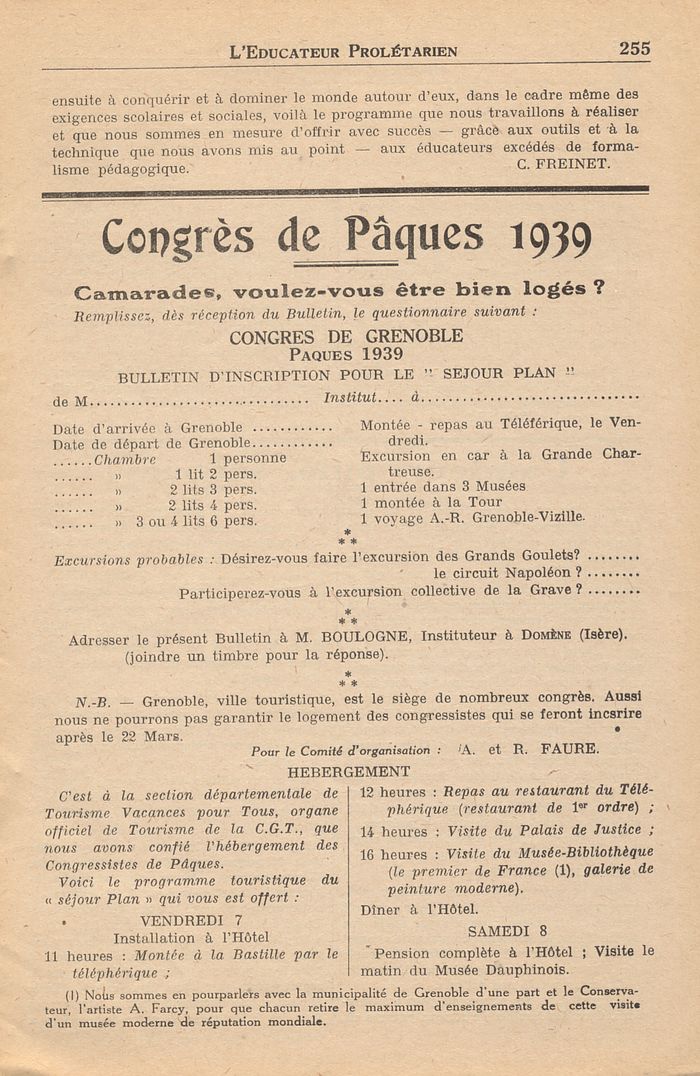 L'EDUCATEUR PROLÉTARIEN 255
ensuite à conquérir et à dominer le monde autour d'eux, dans le cadre même des
exigences scolaires et sociales, voilà le programme que nous travaillons à réaliser
et que nous sommes en mesure d'offrir avec succès — grâce aux outils et à la
technique que nous avons mis au point — aux éducateurs excédés de forma-
lisme pédagogique. C. FREINET.
Congrès de Pâques 1939
Camarades, voulez-vous être bien logés ?
Remplissez, dès réception du Bulletin, le questionnaire suivant :
CONGRES DE GRENOBLE
PAQUES 1939
BULLETIN D'INSCRIPTION POUR LE " SEJOUR PLAN "
de M................................. Institut.... à.................................
Date d'arrivée à Grenoble ............
Date de départ de Grenoble............
......Chambre 1 personne
...... » 1 lit 2 pers.
...... » 2 lits 3 pers.
...... » 2 lits 4 pers.
...... » 3 ou 4 lits 6 pers.
Montée - repas au Téléférique, le Ven-
dredi.
Excursion en car à la Grande Char-
treuse.
1 entrée dans 3 Musées
1 montée à la Tour
1 voyage A.-R. Grenoble-Vizille.
*
* *
Excursions probables : Désirez-vous faire l'excursion des Grands Goulets? ........
le circuit Napoléon ? ........
Participerez-vous à l'excursion collective de la Grave ? ........
*
* *
Adresser le présent Bulletin à M. BOULOGNE, Instituteur à DOMÈNE (Isère).
(joindre un timbre pour la réponse).
*
* *
N.-B. — Grenoble, ville touristique, est le siège de nombreux congrès. Aussi
nous ne pourrons pas garantir le logement des congressistes qui se feront incsrire
après le 22 Mars.
Pour le Comité d'organisation : A. et R. FAURE.
HEBERGEMENT
C'est à la section départementale de
Tourisme Vacances pour Tous, organe
officiel de Tourisme de la C.G.T., que
nous avons confié l'hébergement des
Congressistes de Pâques.
Voici le programme touristique du
« séjour Plan » qui vous est offert :
VENDREDI 7
Installation à l'Hôtel
11 heures : Montée à la Bastille par le
téléphérique ;
12 heures : Repas au restaurant du Télé-
phérique (restaurant de 1er ordre) ;
14 heures : Visite du Palais de Justice ;
16 heures : Visite du Musée-Bibliothèque
(le premier de France (1), galerie de
peinture moderne).
Dîner à l'Hôtel.
SAMEDI 8
Pension complète à l'Hôtel ; Visite le
matin du Musée Dauphinois.
(1) Nous sommes en pourparlers avec la municipalité de Grenoble d'une part et le Conserva-
teur, l'artiste A. Farcy, pour que chacun retire le maximum d'enseignements de cette visite
d'un musée moderne de réputation mondiale.